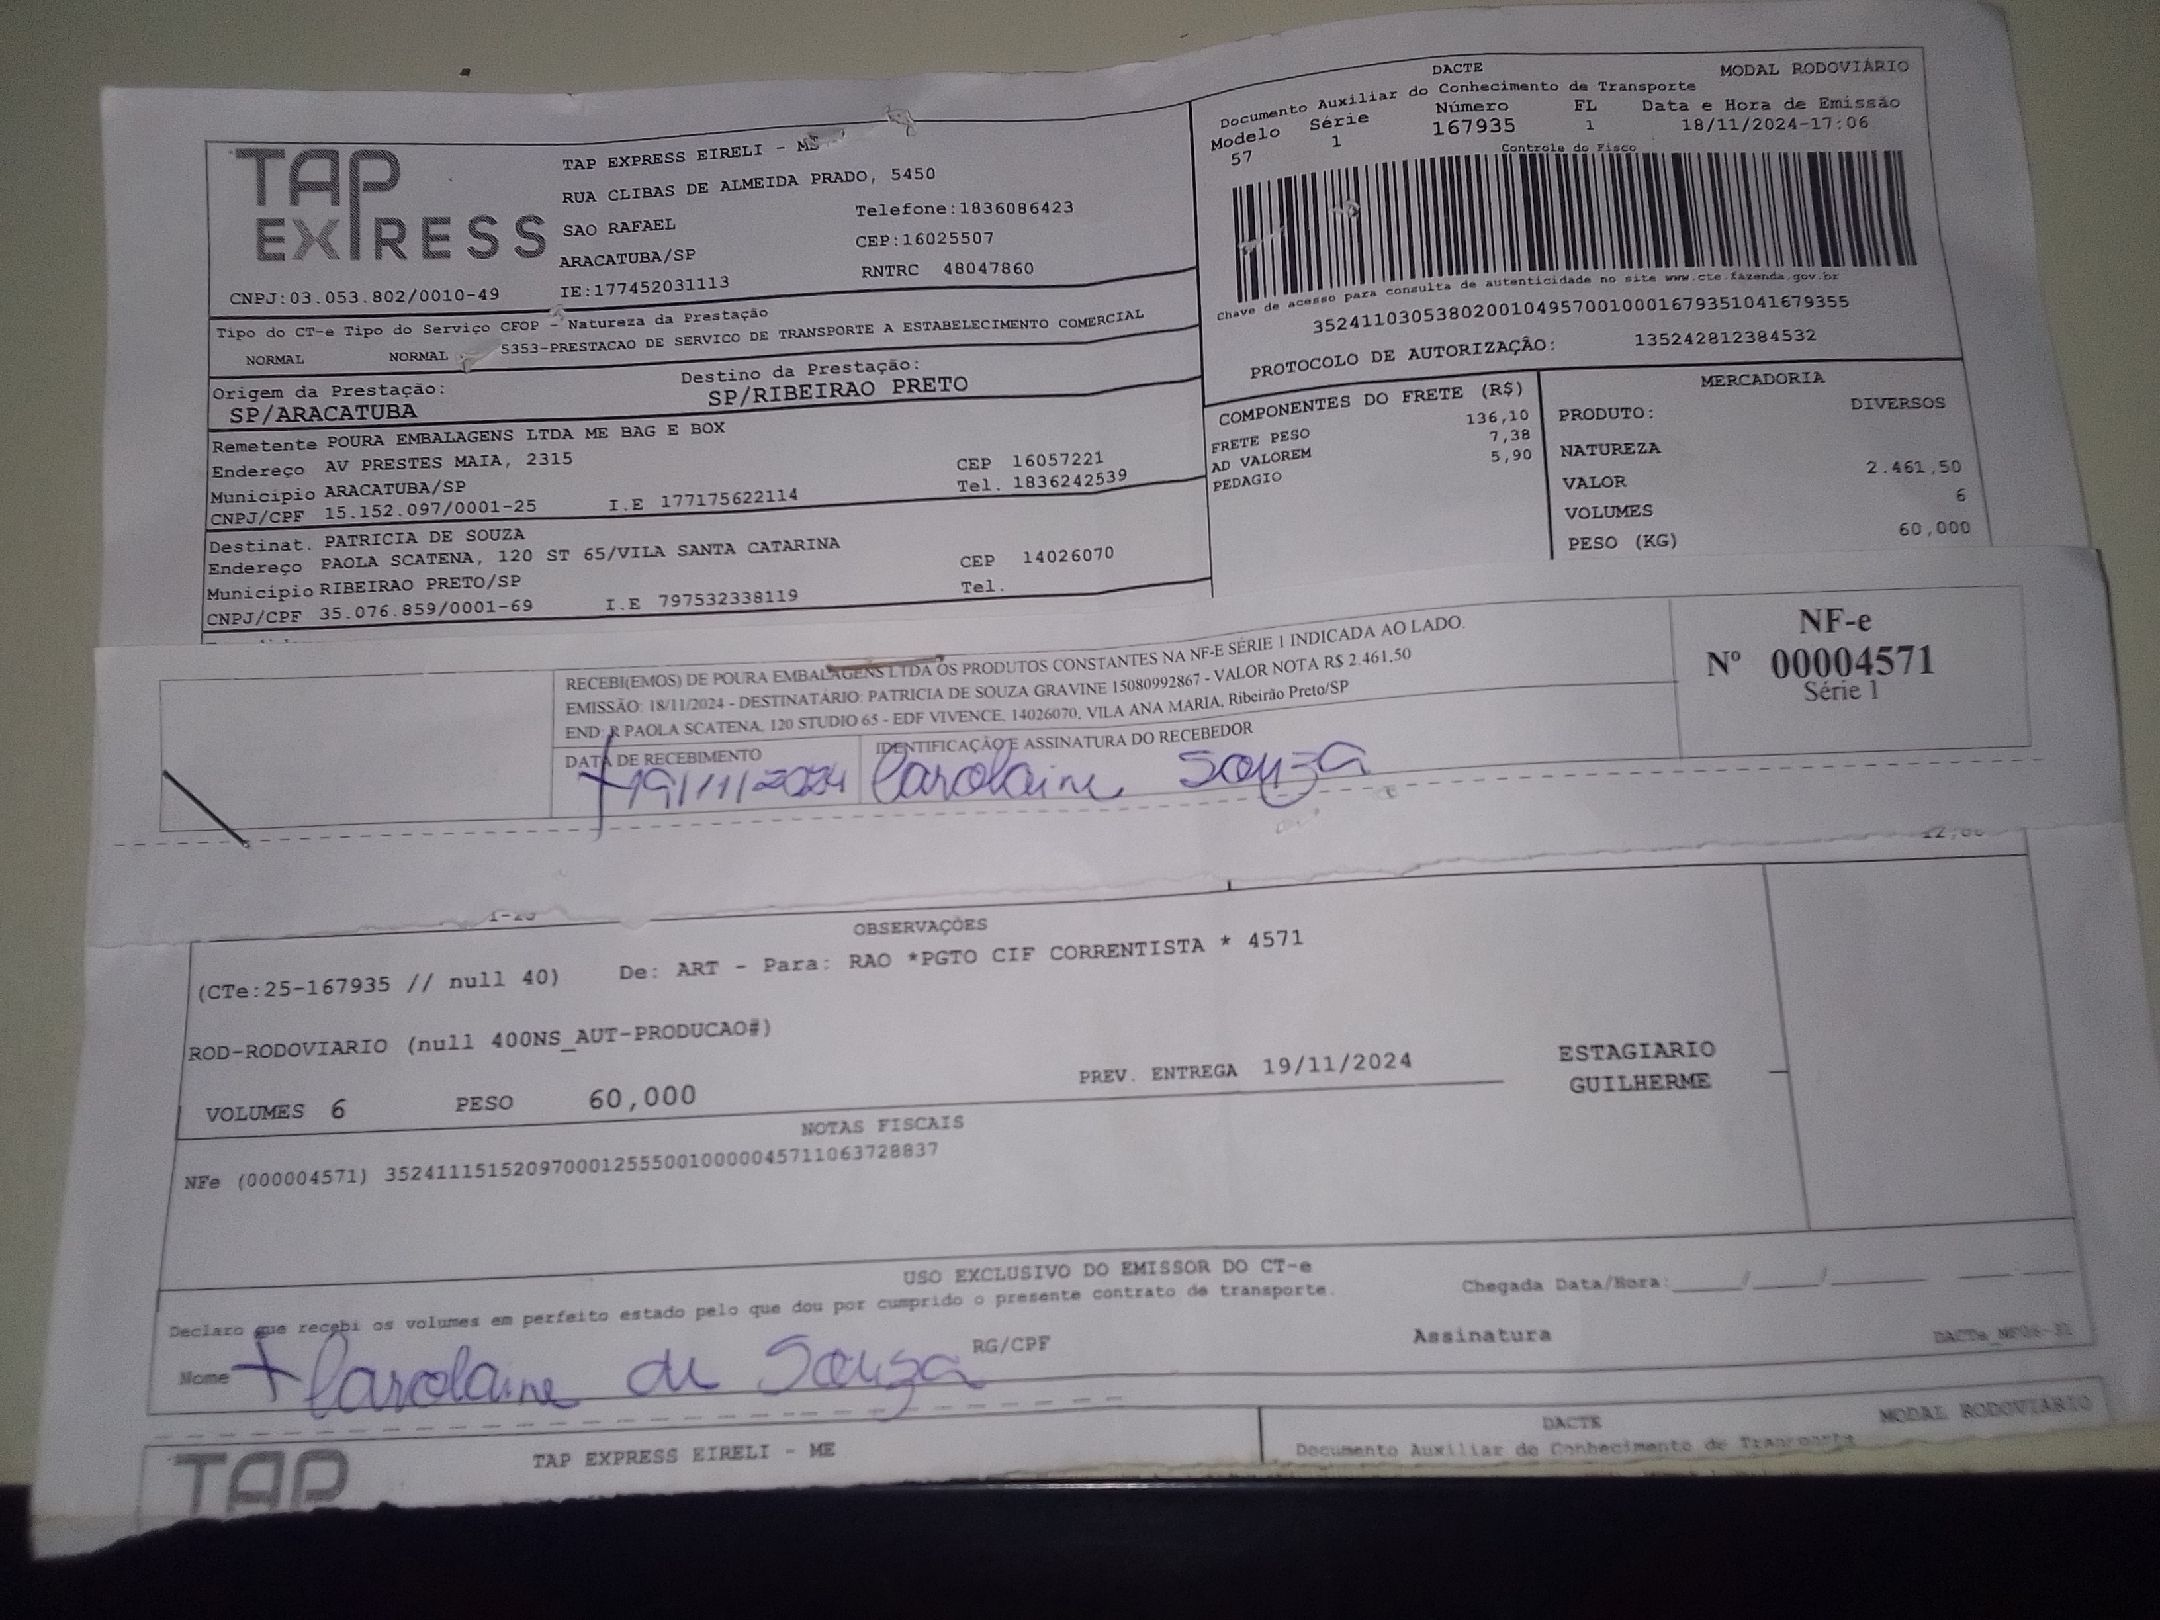 TAP EXPRESS
TAP EXPRESS EIRELI - ME
RUA CLIBAS DE ALMEIDA PRADO, 5450
SAO RAFAEL
Telefone:1836086423
ARACATUBA/SP
CEP:16025507
CNPJ:03.053.802/0010-49
IE:177452031113
RNTRC 48047860
DACTE
MODAL RODOVIÁRIO
Documento Auxiliar do Conhecimento de Transporte
Modelo Série Número FL Data e Hora de Emissão
57 1 167935 1 18/11/2024-17:06
Controle do Fisco
Chave de acesso para consulta de autenticidade no site www.cte.fazenda.gov.br
35241103053802001049570010001679351041679355
PROTOCOLO DE AUTORIZAÇÃO: 135242812384532
Tipo do CT-e Tipo do Serviço CFOP - Natureza da Prestação
NORMAL NORMAL 5353-PRESTACAO DE SERVICO DE TRANSPORTE A ESTABELECIMENTO COMERCIAL
Origem da Prestação: Destino da Prestação:
SP/ARACATUBA SP/RIBEIRAO PRETO
Remetente POURA EMBALAGENS LTDA ME BAG E BOX
Endereço AV PRESTES MAIA, 2315 CEP 16057221
Municipio ARACATUBA/SP Tel. 1836242539
CNPJ/CPF 15.152.097/0001-25 I.E 177175622114
Destinat. PATRICIA DE SOUZA
Endereço PAOLA SCATENA, 120 ST 65/VILA SANTA CATARINA CEP 14026070
Municipio RIBEIRAO PRETO/SP Tel.
CNPJ/CPF 35.076.859/0001-69 I.E 797532338119
COMPONENTES DO FRETE (R$)
FRETE PESO 136,10
AD VALOREM 7,38
PEDAGIO 5,90
MERCADORIA
PRODUTO: DIVERSOS
NATUREZA
VALOR 2.461,50
VOLUMES 6
PESO (KG) 60,000
RECEBI(EMOS) DE POURA EMBALAGENS LTDA OS PRODUTOS CONSTANTES NA NF-E SÉRIE 1 INDICADA AO LADO.
EMISSÃO: 18/11/2024 - DESTINATÁRIO: PATRICIA DE SOUZA GRAVINE 15080992867 - VALOR NOTA R$ 2.461,50
END: R PAOLA SCATENA, 120 STUDIO 65 - EDF VIVENCE, 14026070, VILA ANA MARIA, Ribeirão Preto/SP
DATA DE RECEBIMENTO
19/11/2024
IDENTIFICAÇÃO E ASSINATURA DO RECEBEDOR
Carolaine Souza
NF-e
Nº 00004571
Série 1
OBSERVAÇÕES
(CTe:25-167935 // null 40) De: ART - Para: RAO *PGTO CIF CORRENTISTA * 4571
ROD-RODOVIARIO (null 400NS_AUT-PRODUCAO#)
VOLUMES 6 PESO 60,000 PREV. ENTREGA 19/11/2024
ESTAGIARIO
GUILHERME
NOTAS FISCAIS
NFe (000004571) 35241115152097000125550010000045711063728837
USO EXCLUSIVO DO EMISSOR DO CT-e
Declaro que recebi os volumes em perfeito estado pelo que dou por cumprido o presente contrato de transporte.
Chegada Data/Hora:____/____/______ ____:____
Nome Carolaine de Souza RG/CPF Assinatura
TAP
TAP EXPRESS EIRELI - ME
DACTE
MODAL RODOVIARIO
Documento Auxiliar do Conhecimento de Transporte